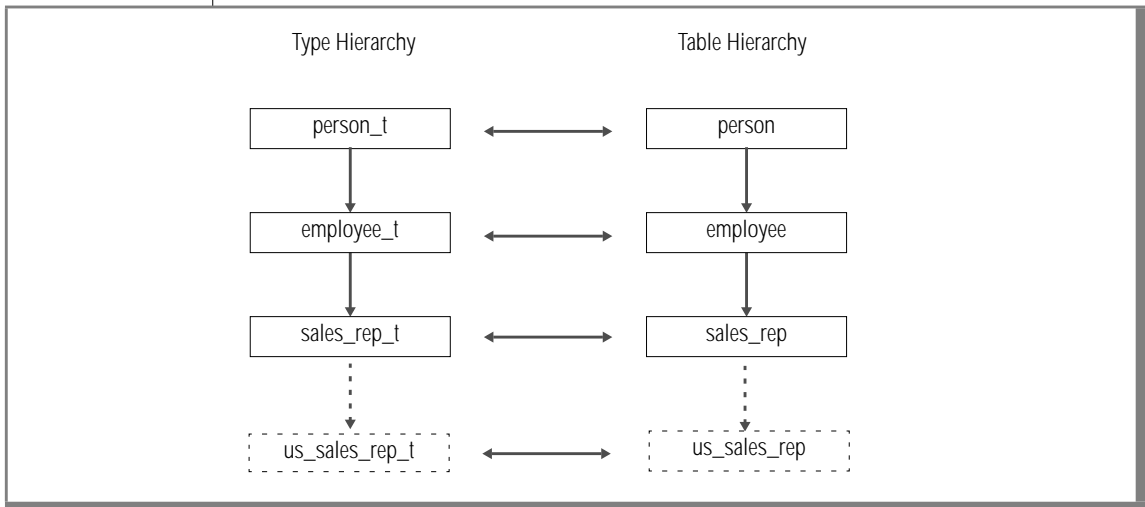 Type Hierarchy Table Hierarchy
person_t person
employee_t employee
sales_rep_t sales_rep
us_sales_rep_t us_sales_rep